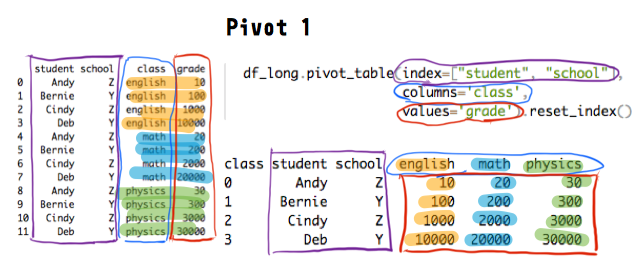 Pivot 1
student school class grade
0 Andy Z english 10
1 Bernie Y english 100
2 Cindy Z english 1000
3 Deb Y english 10000
4 Andy Z math 20
5 Bernie Y math 200
6 Cindy Z math 2000
7 Deb Y math 20000
8 Andy Z physics 30
9 Bernie Y physics 300
10 Cindy Z physics 3000
11 Deb Y physics 30000
df_long.pivot_table(index=["student", "school"],
columns='class',
values='grade').reset_index()
class student school english math physics
0 Andy Z 10 20 30
1 Bernie Y 100 200 300
2 Cindy Z 1000 2000 3000
3 Deb Y 10000 20000 30000